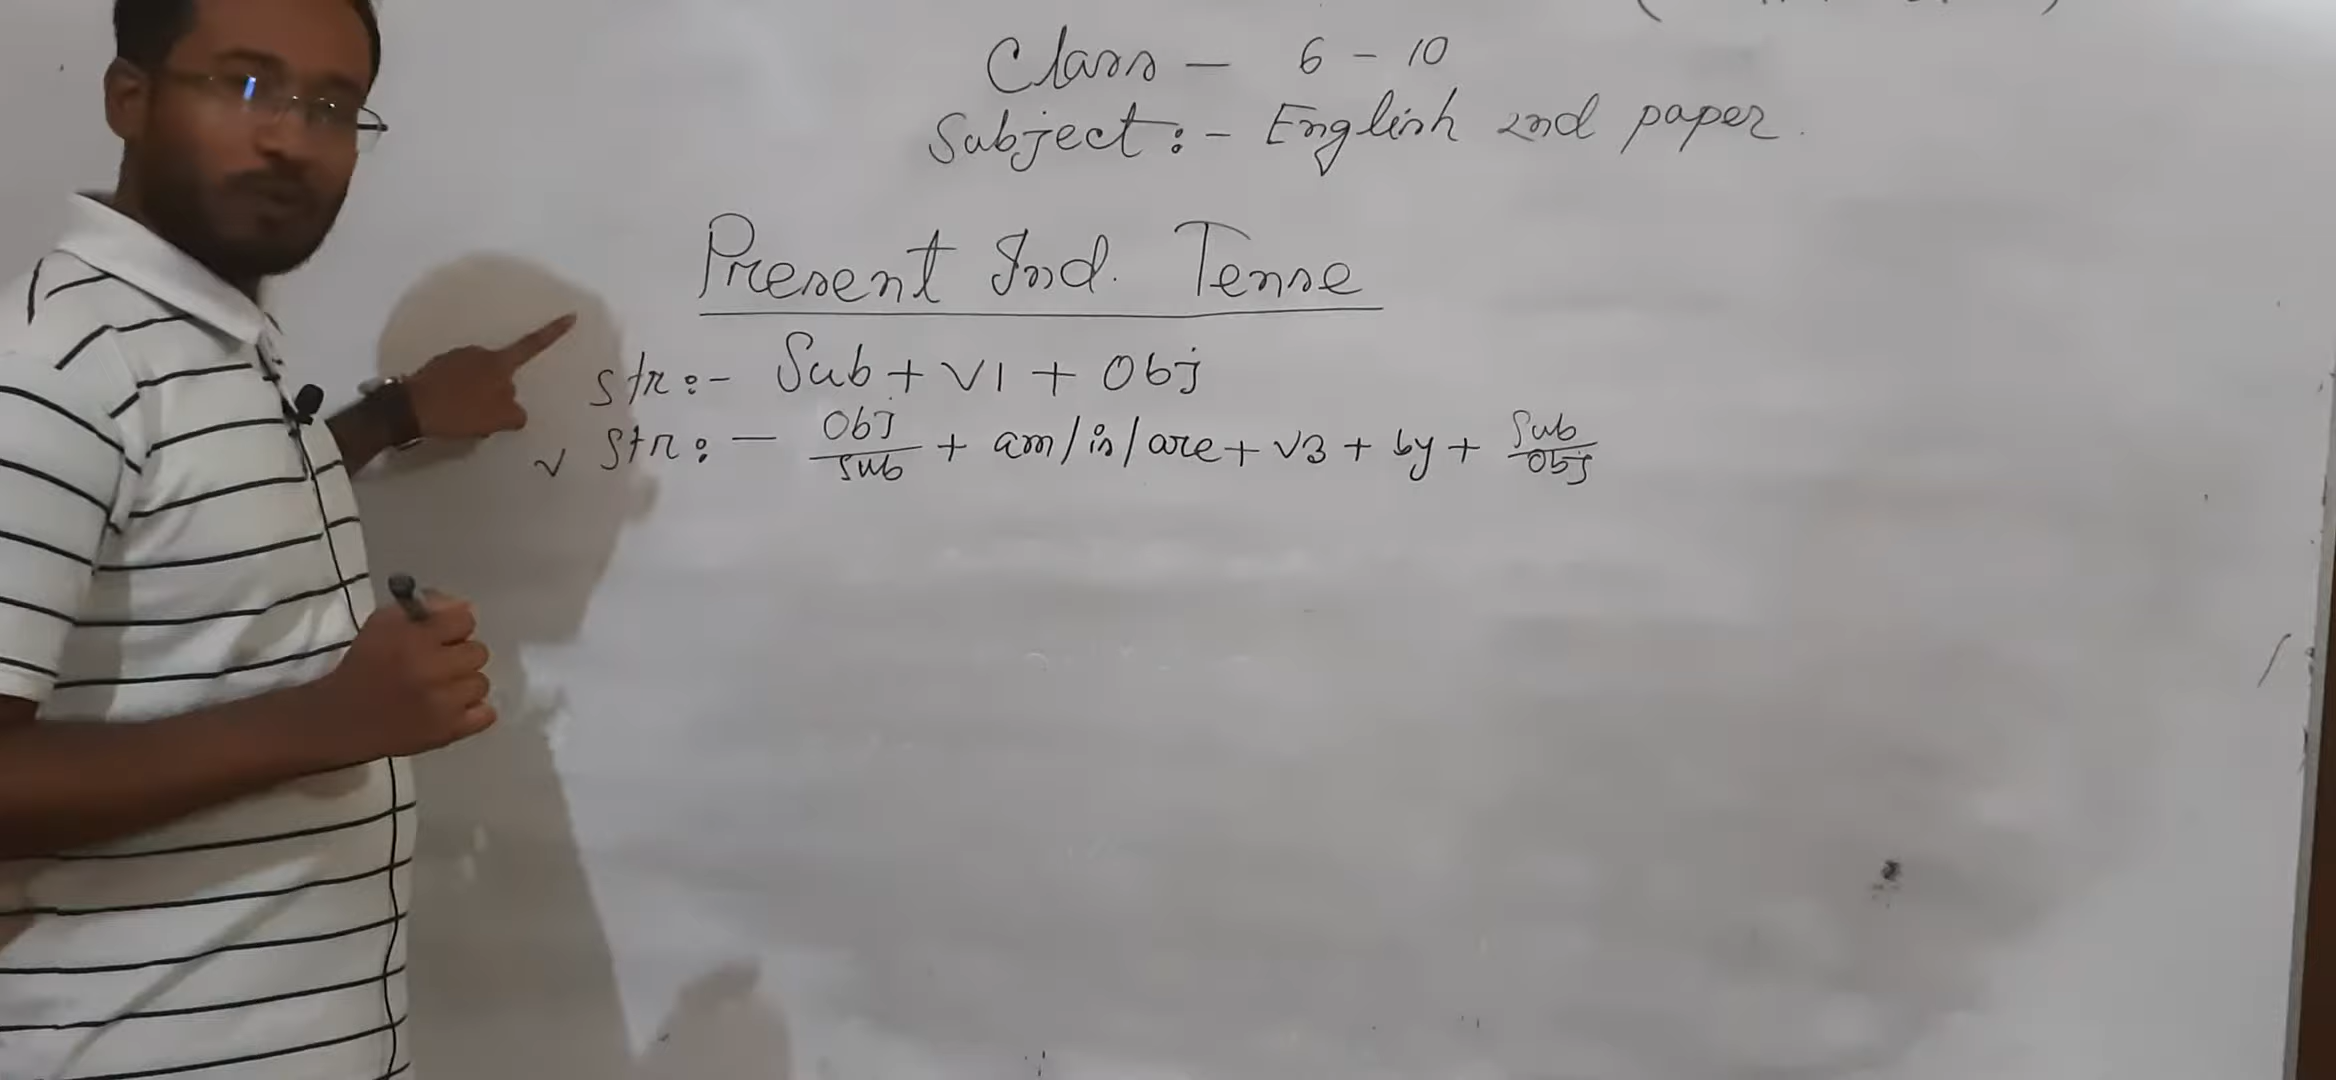 Class - 6 - 10
Subject :- English 2nd paper.
Present Ind. Tense
Str :- Sub + V1 + Obj
✓ Str : - Obj/Sub + am/is/are + V3 + by + Sub/Obj